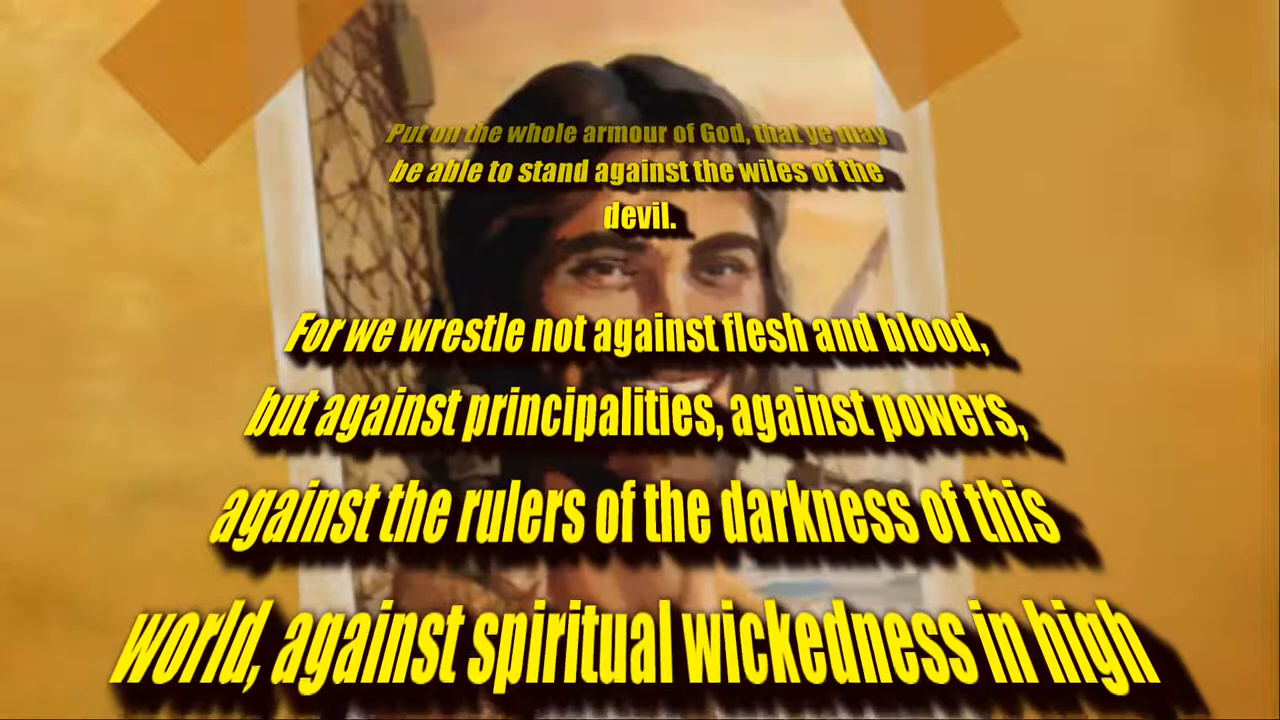 Put on the whole armour of God, that ye may
be able to stand against the wiles of the
devil.
For we wrestle not against flesh and blood,
but against principalities, against powers,
against the rulers of the darkness of this
world, against spiritual wickedness in high